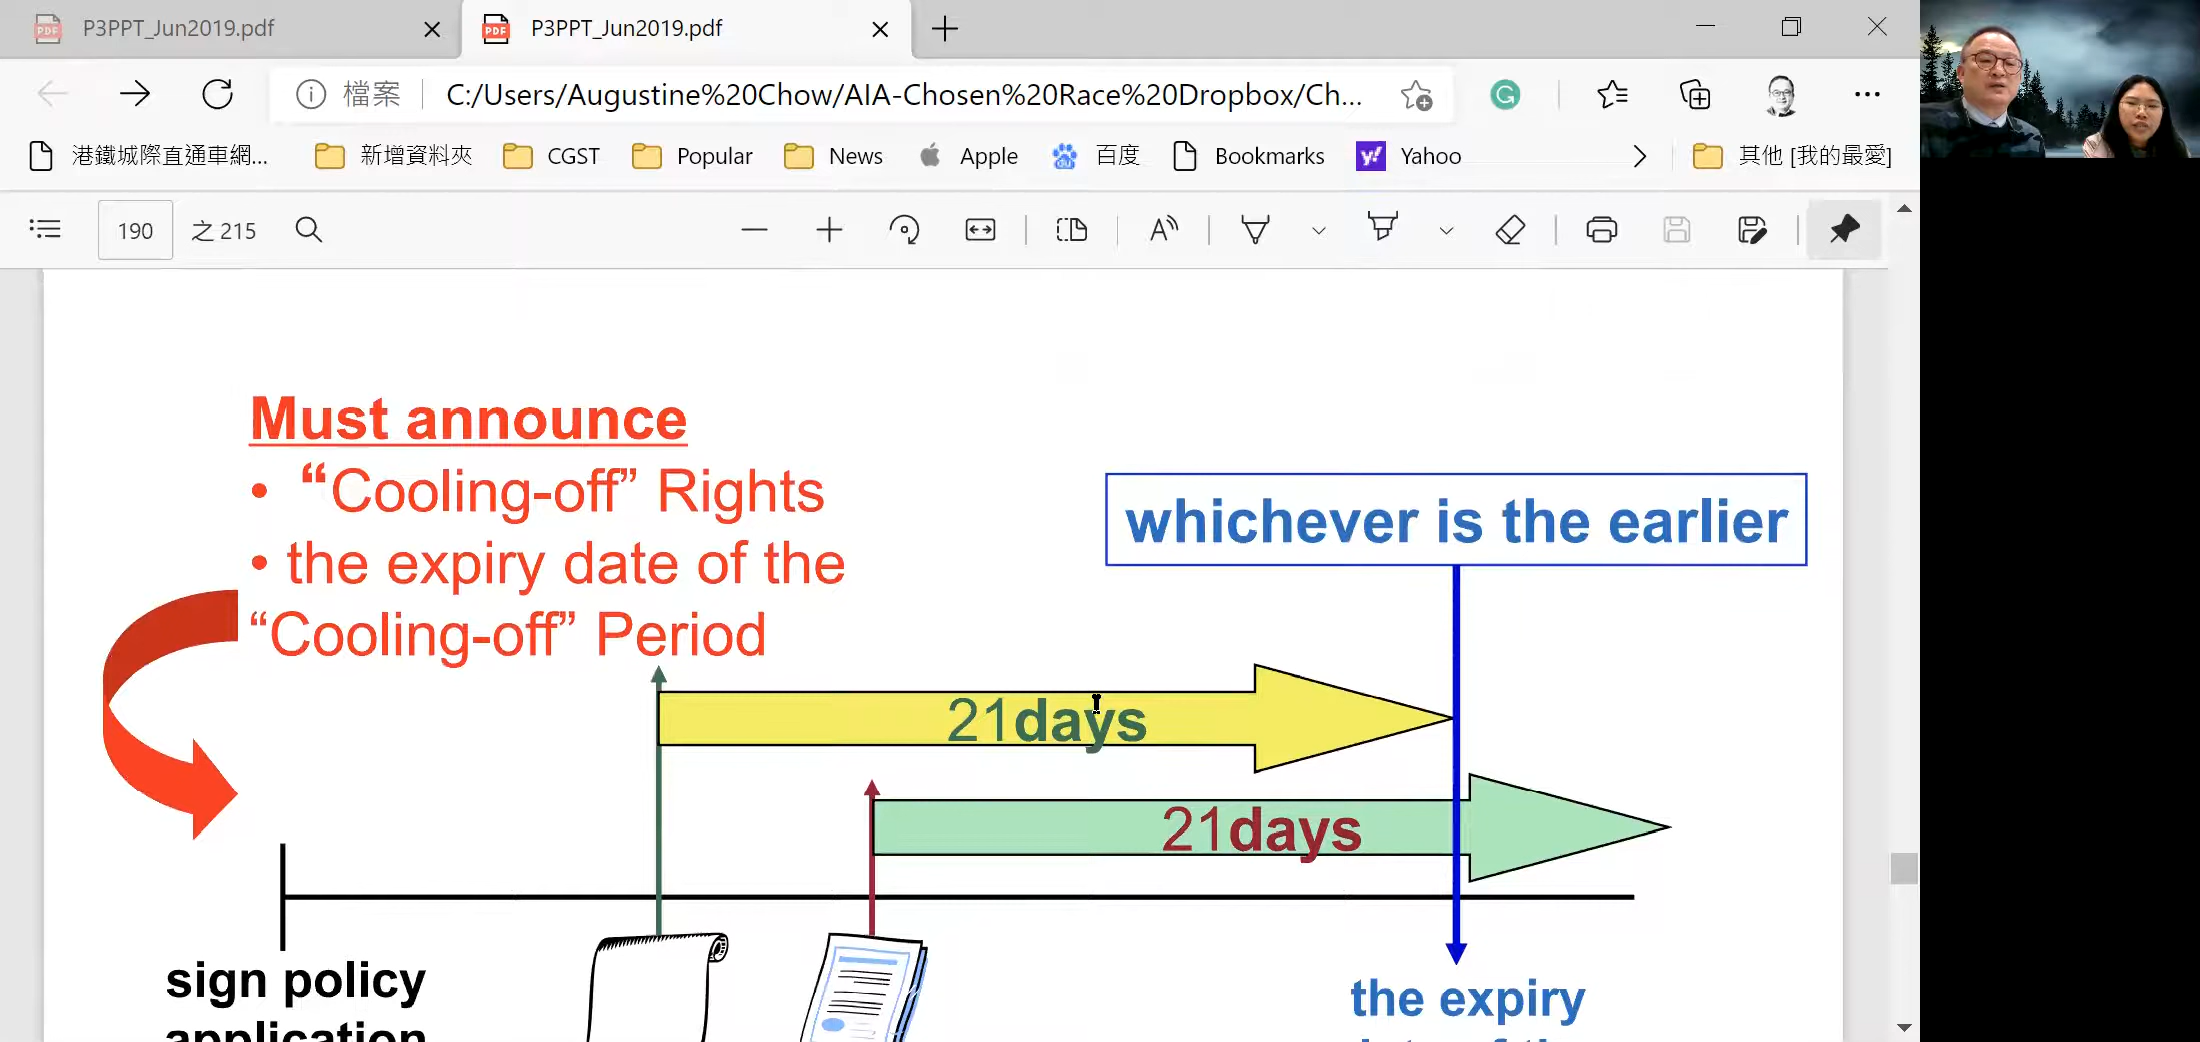 P3PPT_Jun2019.pdf
P3PPT_Jun2019.pdf
檔案
C:/Users/Augustine%20Chow/AIA-Chosen%20Race%20Dropbox/Ch...
港鐵城際直通車網...
新增資料夾
CGST
Popular
News
Apple
百度
Bookmarks
Yahoo
其他 [我的最愛]
190
之 215
Must announce
• “Cooling-off” Rights
• the expiry date of the
“Cooling-off” Period
whichever is the earlier
21days
21days
sign policy
application
the expiry